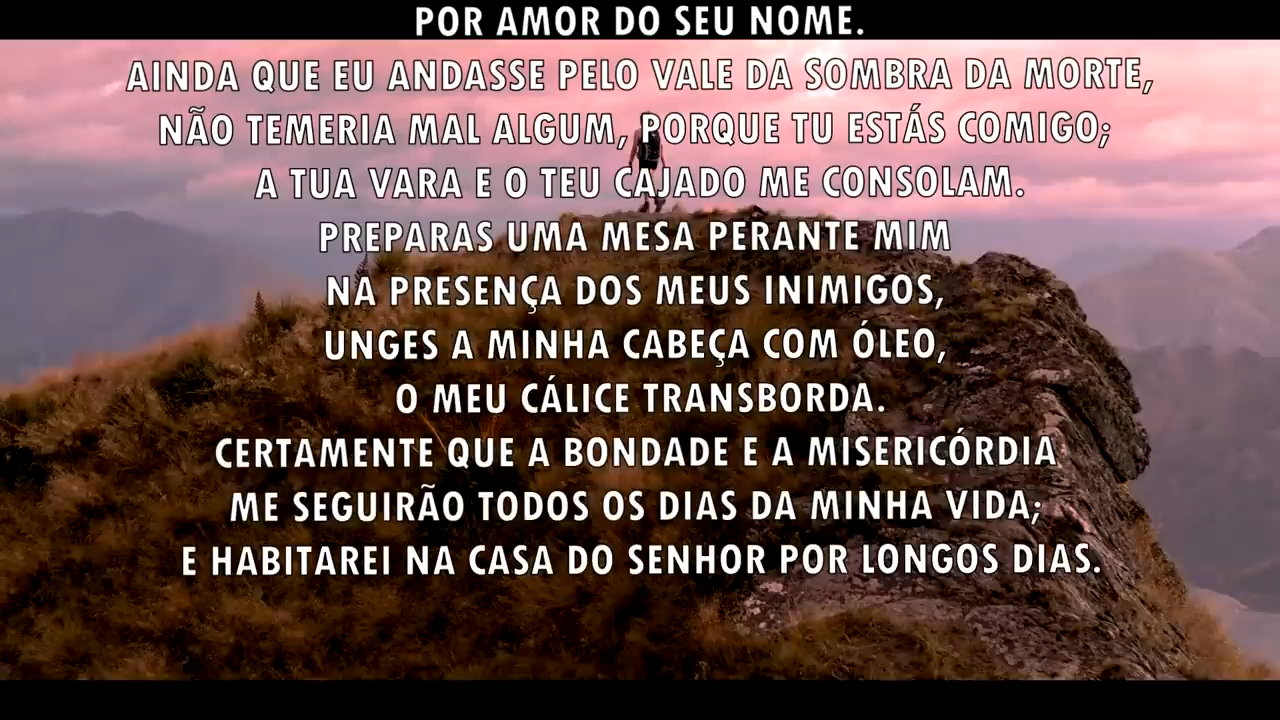 POR AMOR DO SEU NOME.
AINDA QUE EU ANDASSE PELO VALE DA SOMBRA DA MORTE,
NÃO TEMERIA MAL ALGUM, PORQUE TU ESTÁS COMIGO;
A TUA VARA E O TEU CAJADO ME CONSOLAM.
PREPARAS UMA MESA PERANTE MIM
NA PRESENÇA DOS MEUS INIMIGOS,
UNGES A MINHA CABEÇA COM ÓLEO,
O MEU CÁLICE TRANSBORDA.
CERTAMENTE QUE A BONDADE E A MISERICÓRDIA
ME SEGUIRÃO TODOS OS DIAS DA MINHA VIDA;
E HABITAREI NA CASA DO SENHOR POR LONGOS DIAS.